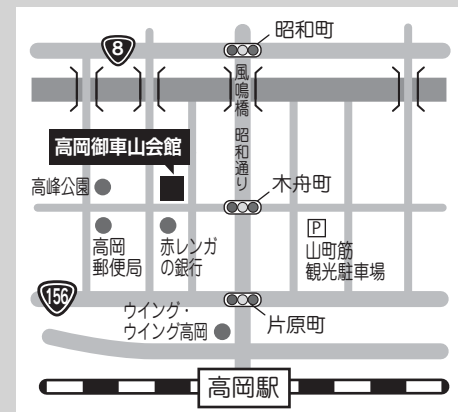 8
昭和町
風鳴橋
昭和通り
高岡御車山会館
高峰公園
木舟町
高岡
郵便局
赤レンガ
の銀行
P
山町筋
観光駐車場
156
ウイング・
ウイング高岡
片原町
高岡駅